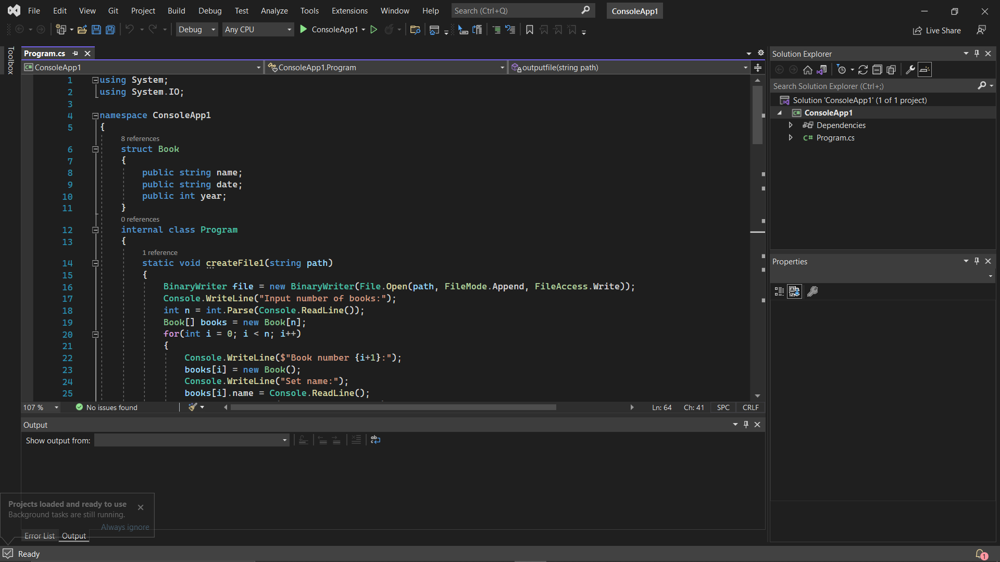 File Edit View Git Project Build Debug Test Analyze Tools Extensions Window Help Search (Ctrl+Q) ConsoleApp1
Debug Any CPU ConsoleApp1 Live Share
Toolbox
Program.cs
ConsoleApp1 ConsoleApp1.Program outputfile(string path)
1 using System;
2 using System.IO;
3
4 namespace ConsoleApp1
5 {
8 references
6 struct Book
7 {
8 public string name;
9 public string date;
10 public int year;
11 }
0 references
12 internal class Program
13 {
1 reference
14 static void createFile1(string path)
15 {
16 BinaryWriter file = new BinaryWriter(File.Open(path, FileMode.Append, FileAccess.Write));
17 Console.WriteLine("Input number of books:");
18 int n = int.Parse(Console.ReadLine());
19 Book[] books = new Book[n];
20 for(int i = 0; i < n; i++)
21 {
22 Console.WriteLine($"Book number {i+1}:");
23 books[i] = new Book();
24 Console.WriteLine("Set name:");
25 books[i].name = Console.ReadLine();
107 % No issues found Ln: 64 Ch: 41 SPC CRLF
Output
Show output from:
Projects loaded and ready to use
Background tasks are still running.
Always ignore
Error List Output
Ready
1
Solution Explorer
Search Solution Explorer (Ctrl+;)
Solution 'ConsoleApp1' (1 of 1 project)
C# ConsoleApp1
Dependencies
C# Program.cs
Properties